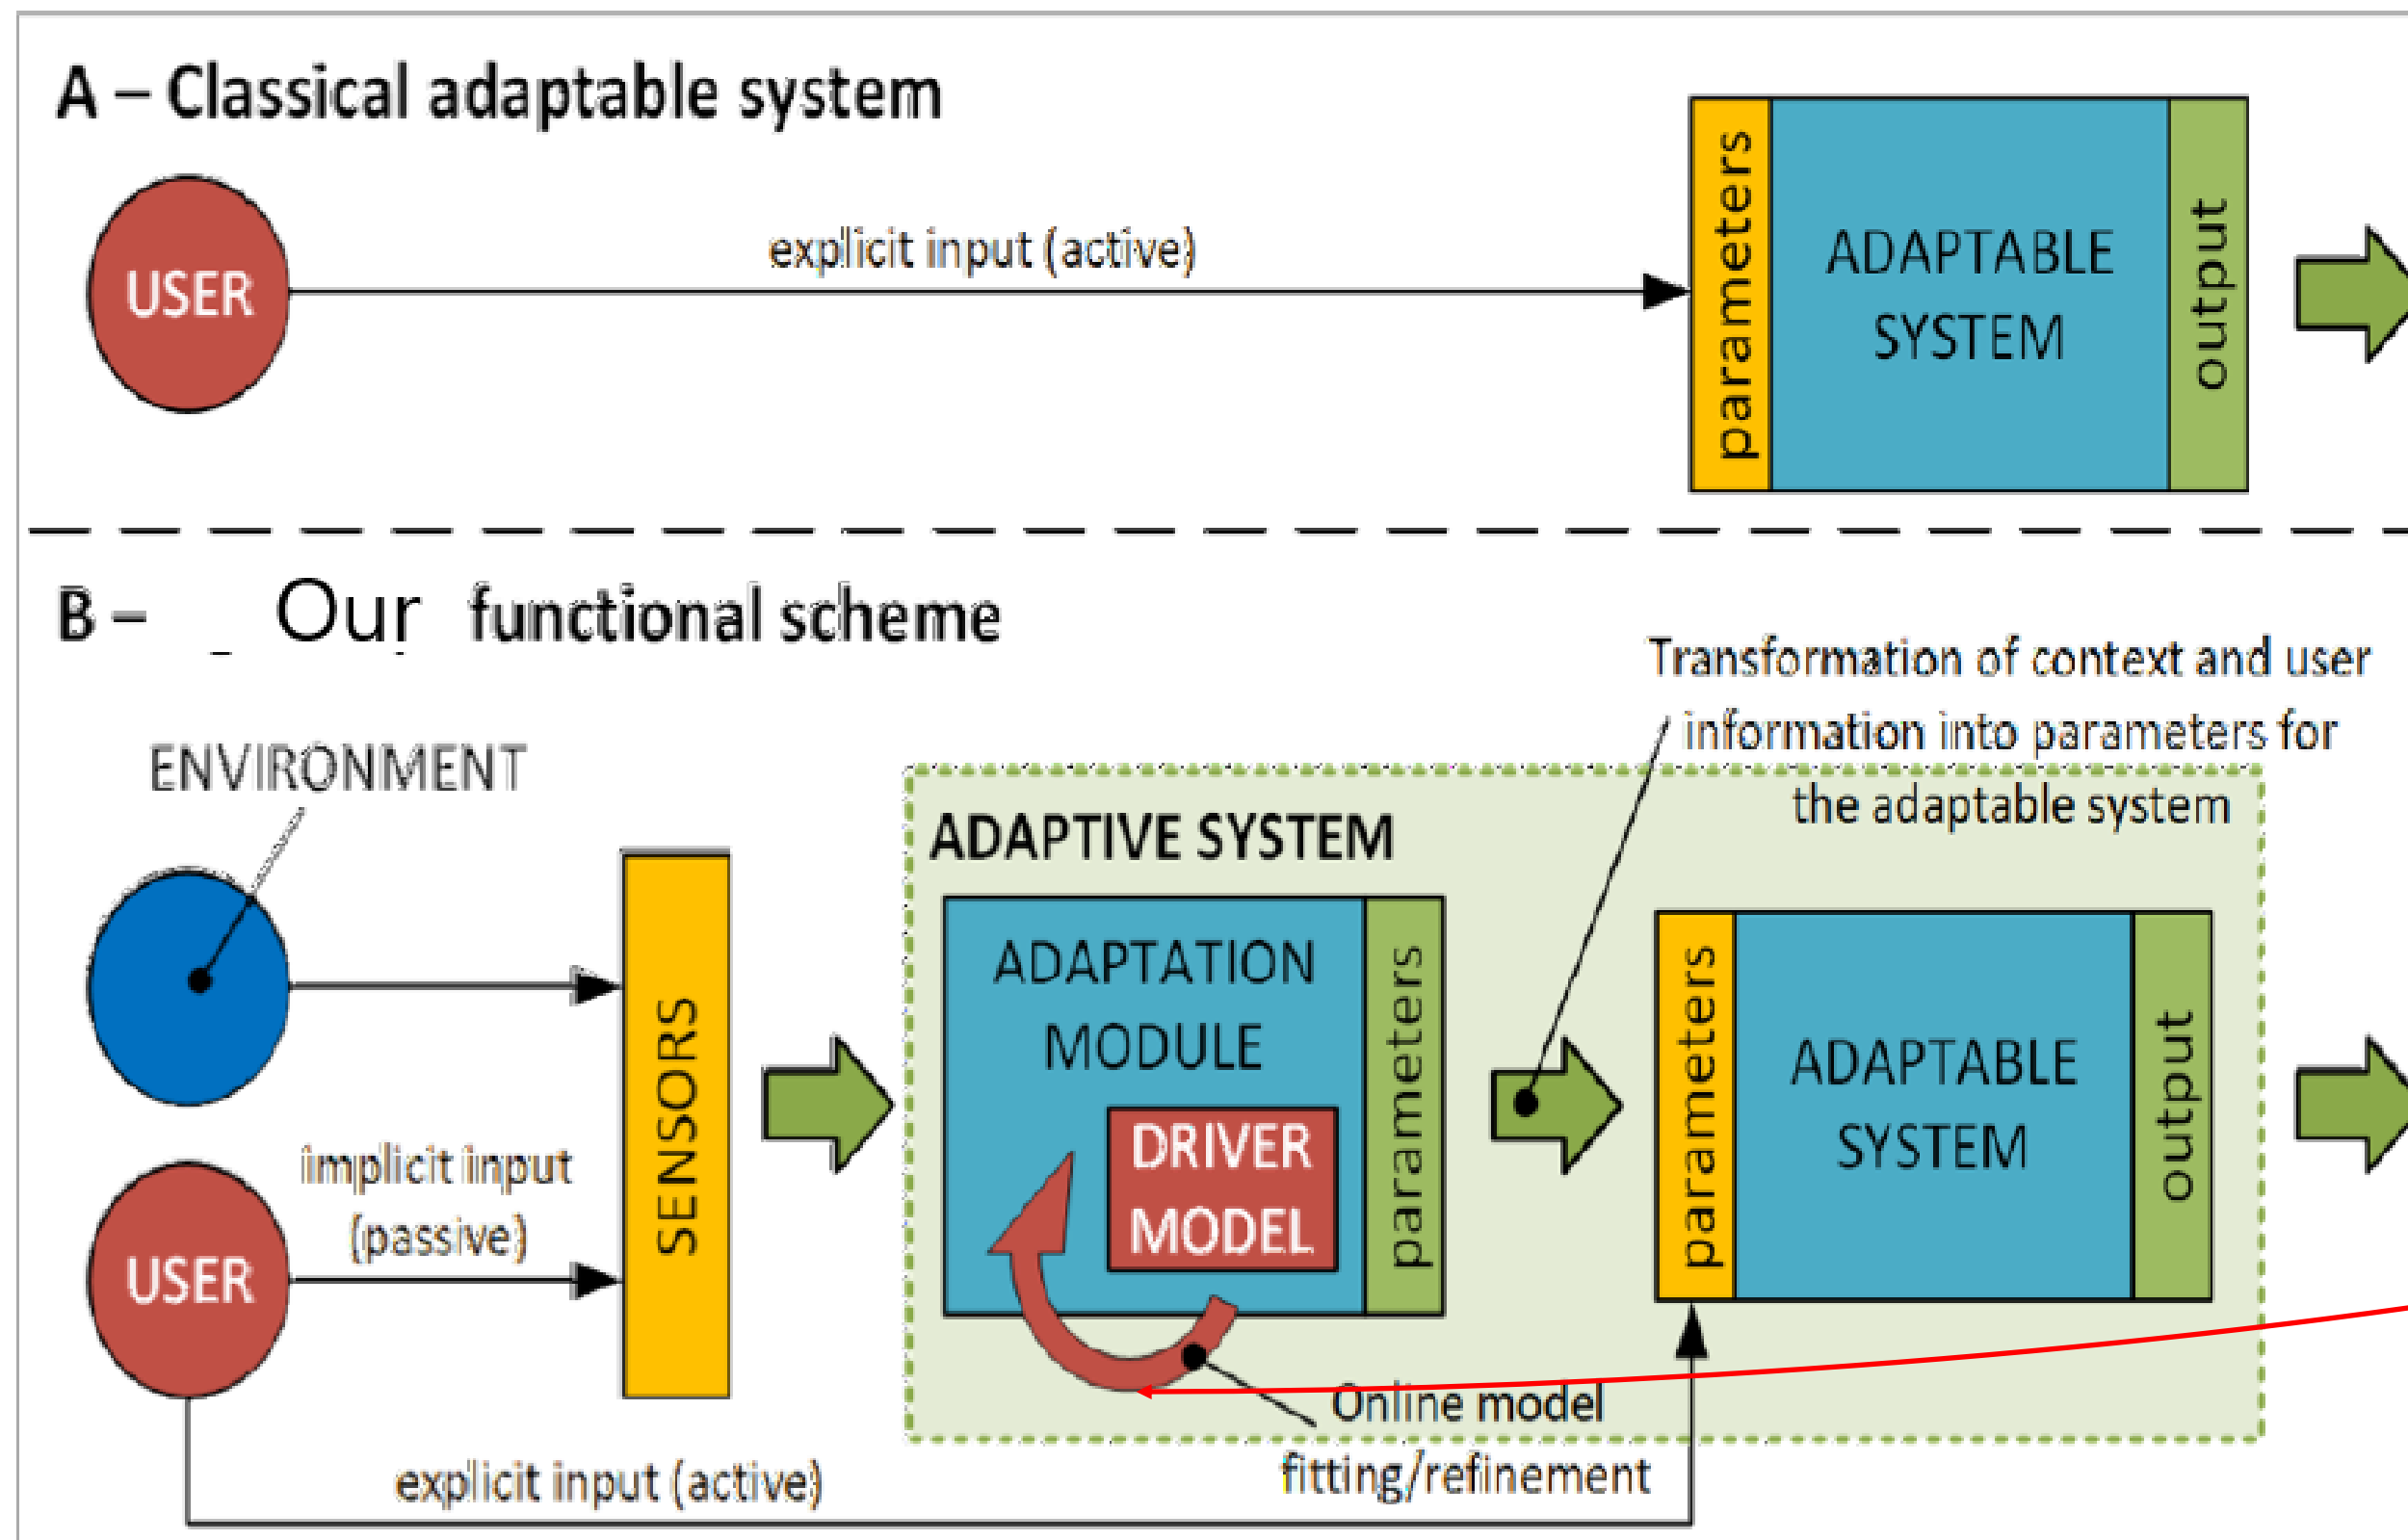 A – Classical adaptable system
USER
explicit input (active)
parameters
ADAPTABLE
SYSTEM
output
B – Our functional scheme
Transformation of context and user
information into parameters for
the adaptable system
ENVIRONMENT
implicit input
(passive)
USER
SENSORS
ADAPTIVE SYSTEM
ADAPTATION
MODULE
DRIVER
MODEL
parameters
parameters
ADAPTABLE
SYSTEM
output
Online model
fitting/refinement
explicit input (active)